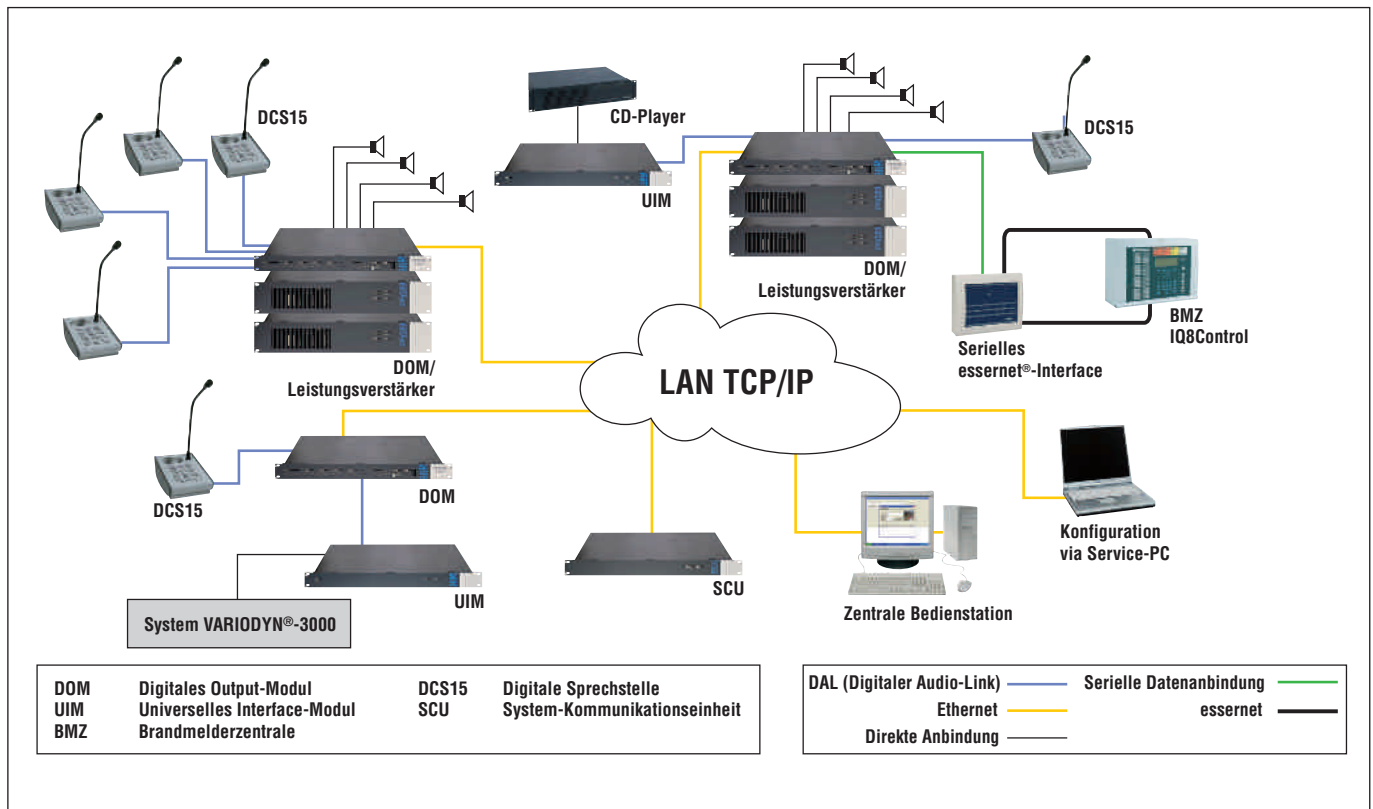 DCS15
CD-Player
UIM
DCS15
DOM/
Leistungsverstärker
DOM/
Leistungsverstärker
Serielles
essernet®-Interface
BMZ
IQ8Control
LAN TCP/IP
DCS15
DOM
UIM
System VARIODYN®-3000
SCU
Zentrale Bedienstation
Konfiguration
via Service-PC
DOM Digitales Output-Modul
UIM Universelles Interface-Modul
BMZ Brandmelderzentrale
DCS15 Digitale Sprechstelle
SCU System-Kommunikationseinheit
DAL (Digitaler Audio-Link)
Ethernet
Direkte Anbindung
Serielle Datenanbindung
essernet